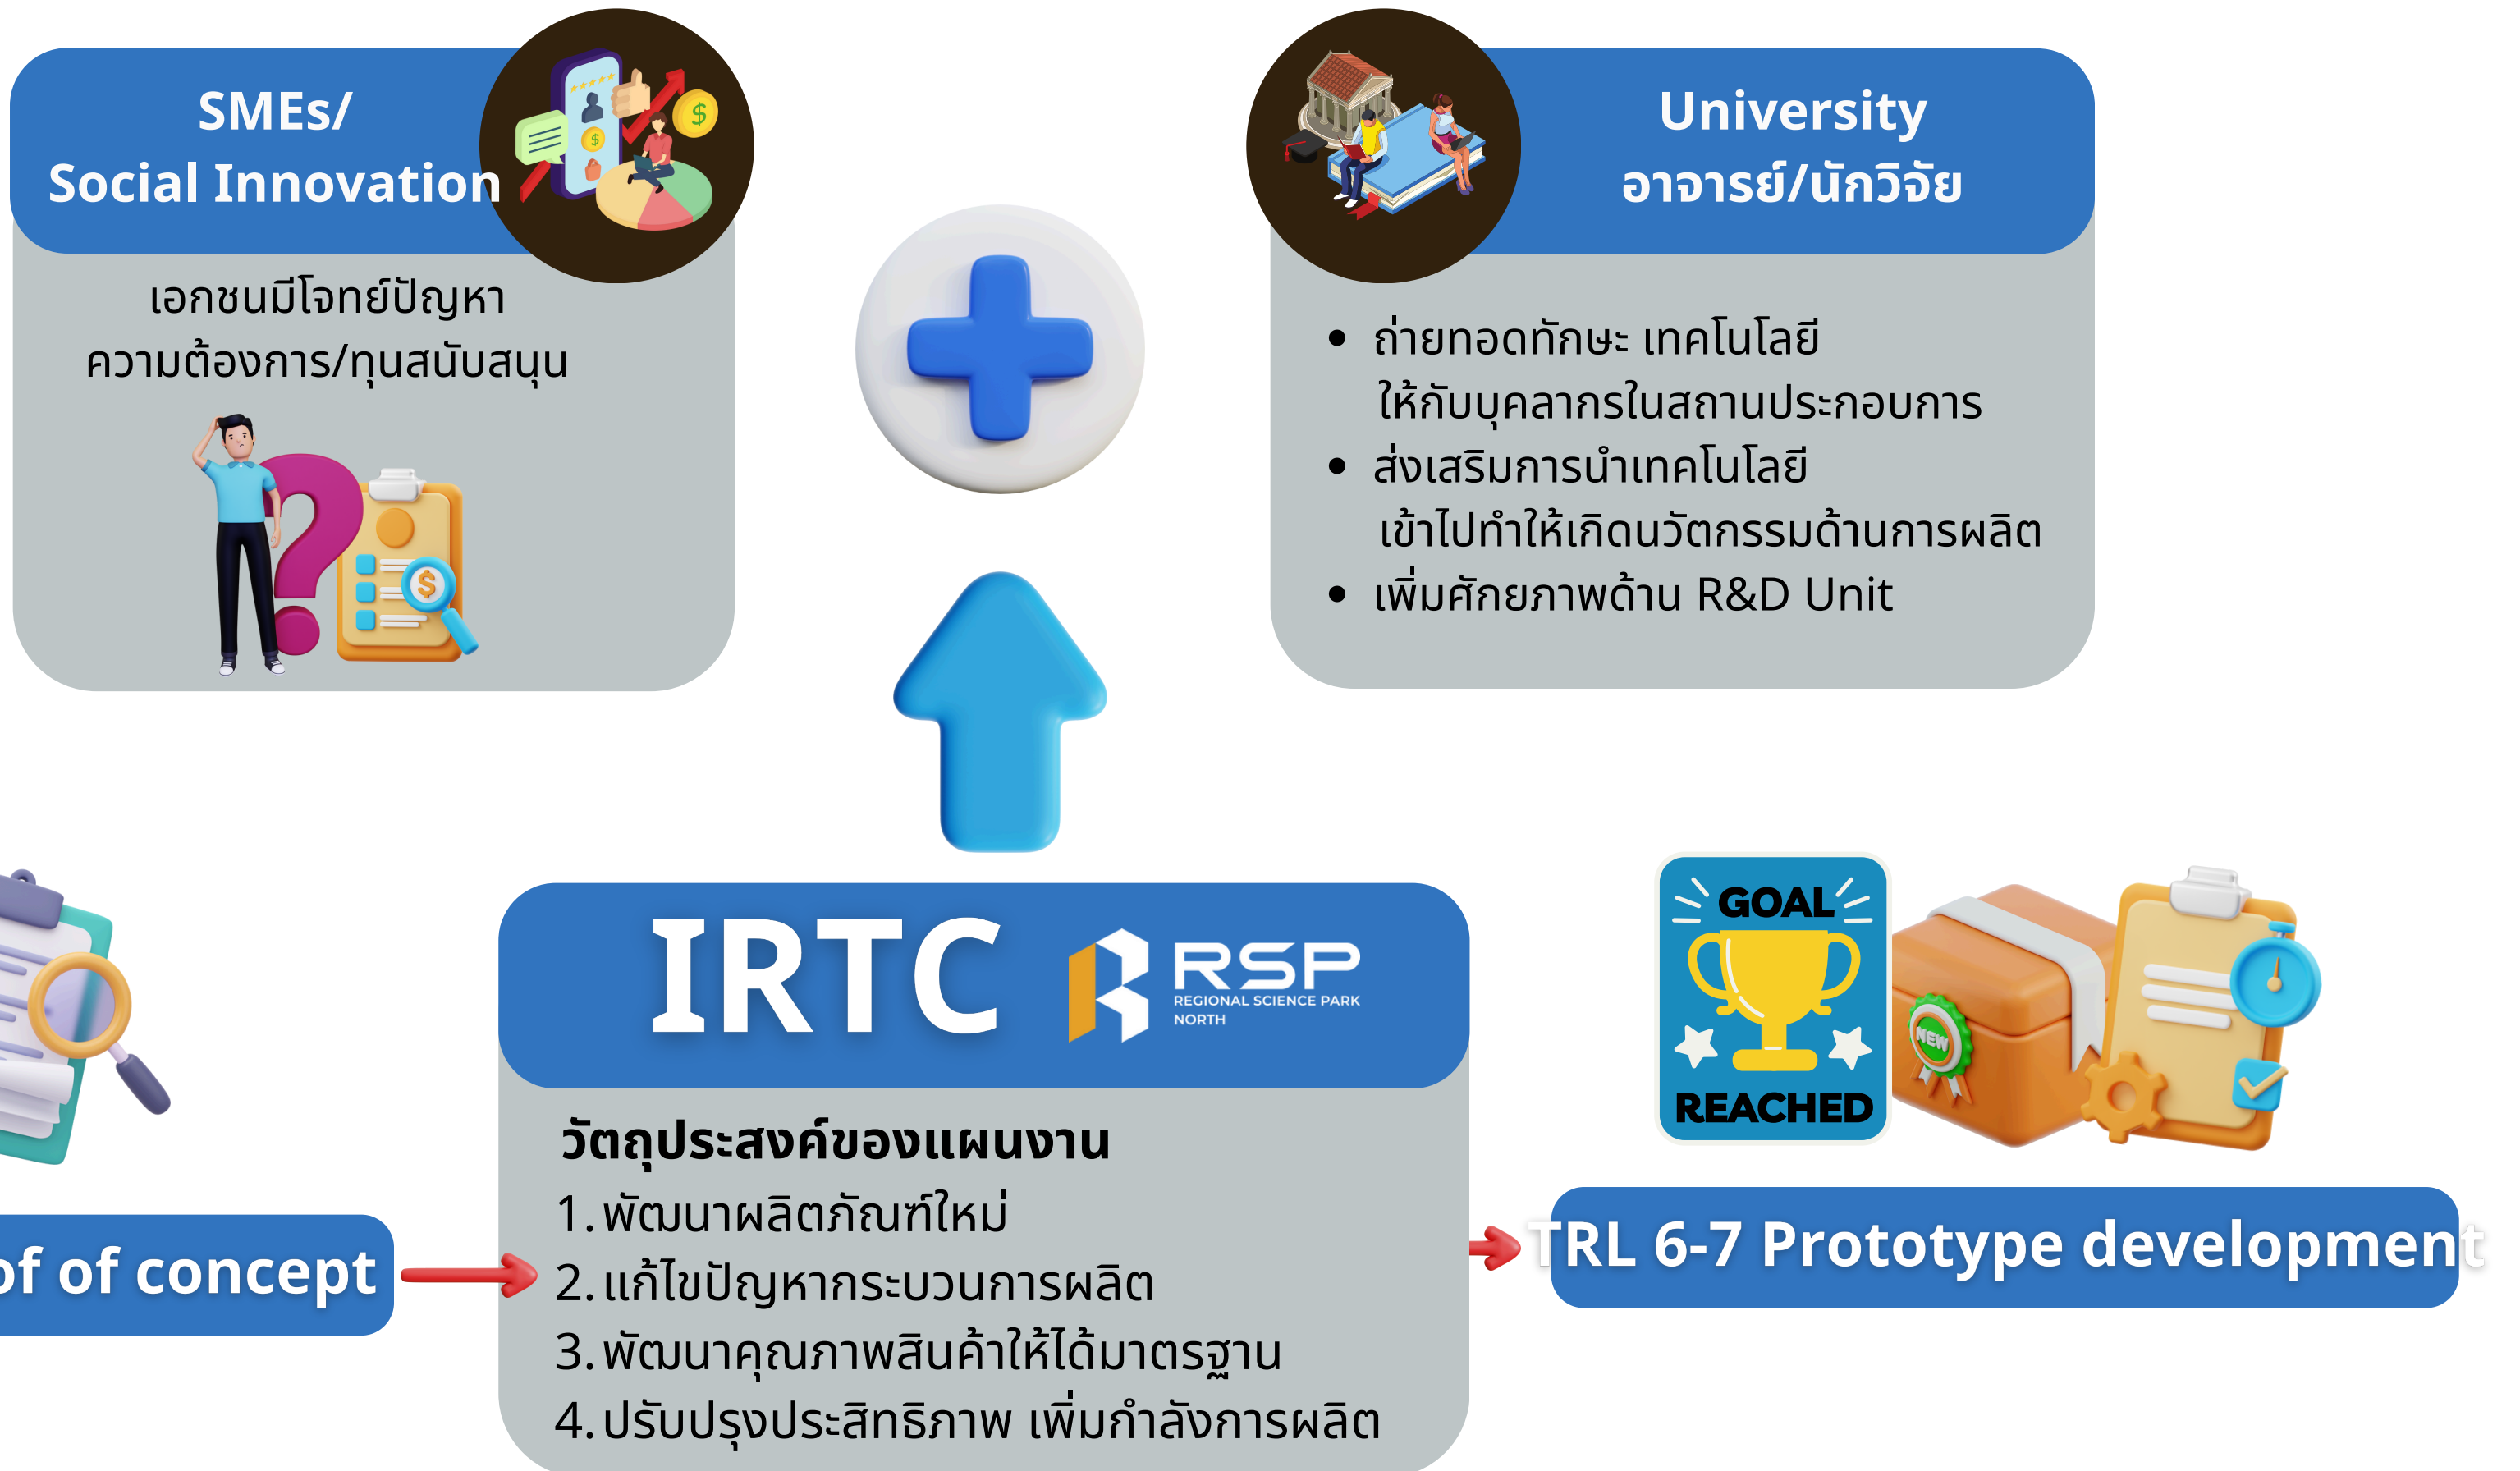 SMEs/
Social Innovation
เอกชนมีโจทย์ปัญหา
ความต้องการ/ทุนสนับสนุน
University
อาจารย์/นักวิจัย
• ถ่ายทอดทักษะ เทคโนโลยี
ให้กับบุคลากรในสถานประกอบการ
• ส่งเสริมการนำเทคโนโลยี
เข้าไปทำให้เกิดนวัตกรรมด้านการผลิต
• เพิ่มศักยภาพด้าน R&D Unit
of of concept
IRTC
RSP
REGIONAL SCIENCE PARK
NORTH
วัตถุประสงค์ของแผนงาน
1. พัฒนาผลิตภัณฑ์ใหม่
2. แก้ไขปัญหากระบวนการผลิต
3. พัฒนาคุณภาพสินค้าให้ได้มาตรฐาน
4. ปรับปรุงประสิทธิภาพ เพิ่มกำลังการผลิต
GOAL
REACHED
NEW
TRL 6-7 Prototype development